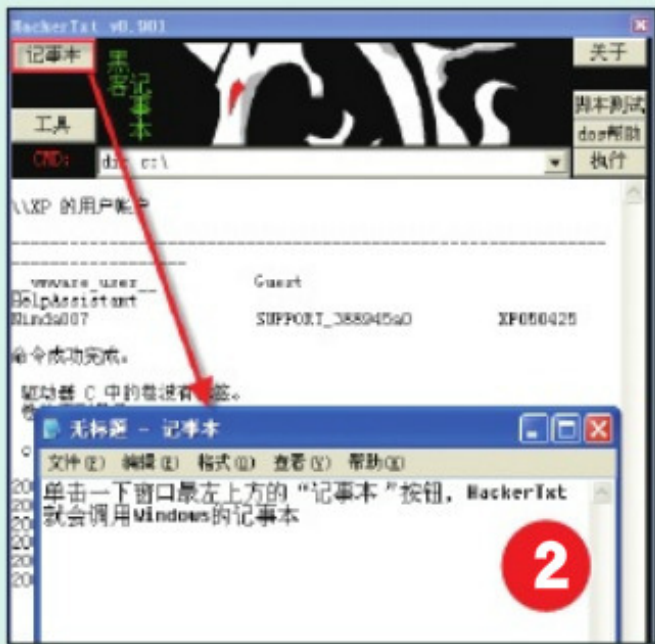 HackerTxt v0.901
记事本
黑客记事本
关于
脚本测试
工具
dos帮助
CMD:
dir c:\
执行
\\XP 的用户帐户
-------------------------------------------------------------------------------
__vmware_user__ Guest
HelpAssistant
Ninda007 SUPPORT_388945a0 XP050425
命令成功完成。
驱动器 C 中的卷没有标签。
无标题 - 记事本
文件(F) 编辑(E) 格式(O) 查看(V) 帮助(H)
单击一下窗口最左上方的“记事本”按钮，HackerTxt
就会调用Windows的记事本
2